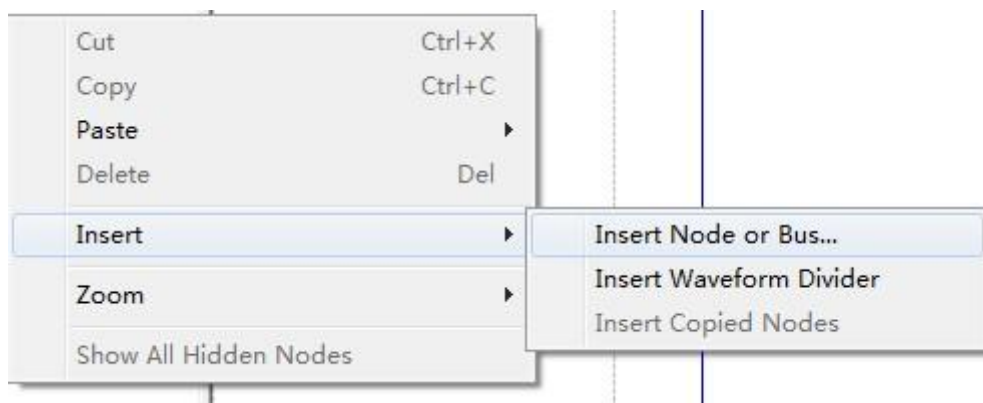 Cut Ctrl+X
Copy Ctrl+C
Paste
Delete Del
Insert
Insert Node or Bus...
Insert Waveform Divider
Zoom
Insert Copied Nodes
Show All Hidden Nodes